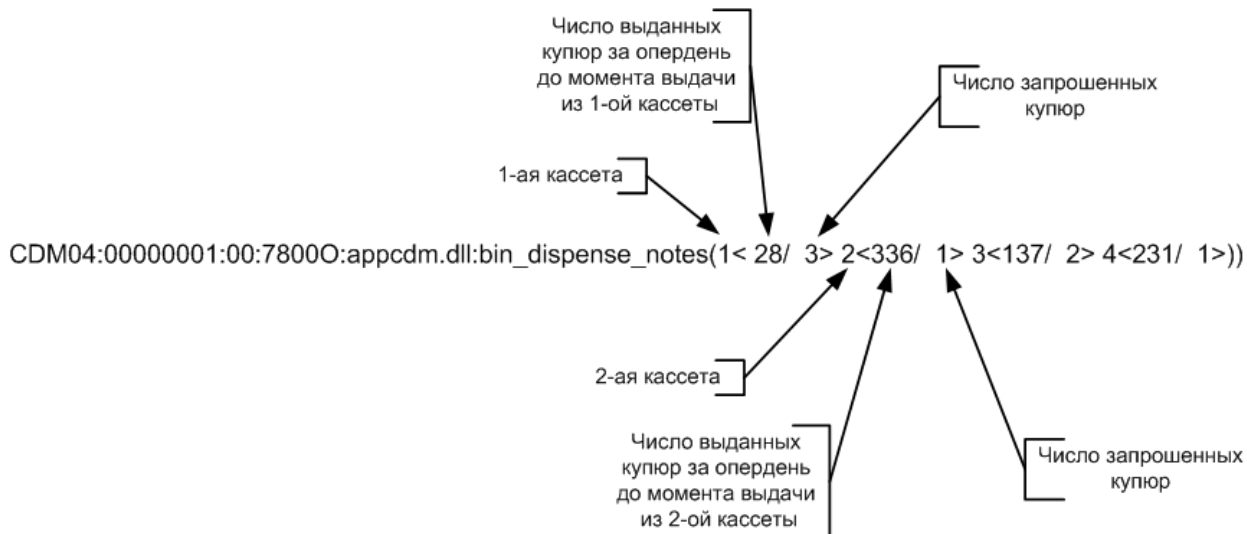 Число выданных
купюр за опердень
до момента выдачи
из 1-ой кассеты
Число запрошенных
купюр
1-ая кассета
CDM04:00000001:00:7800O:appcdm.dll:bin_dispense_notes(1< 28/  3> 2<336/  1> 3<137/  2> 4<231/  1>))
2-ая кассета
Число выданных
купюр за опердень
до момента выдачи
из 2-ой кассеты
Число запрошенных
купюр